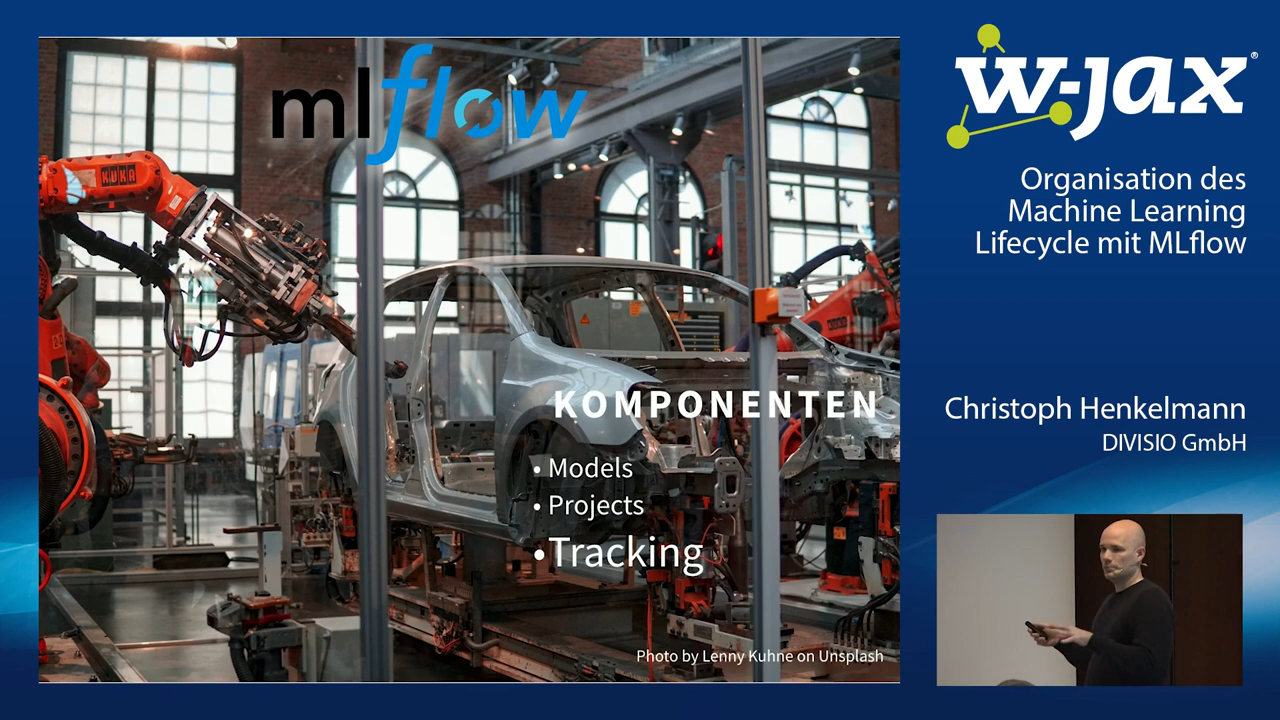 mlflow
KUKA
KOMPONENTEN
• Models
• Projects
• Tracking
Photo by Lenny Kuhne on Unsplash
w-jax®
Organisation des
Machine Learning
Lifecycle mit MLflow
Christoph Henkelmann
DIVISIO GmbH